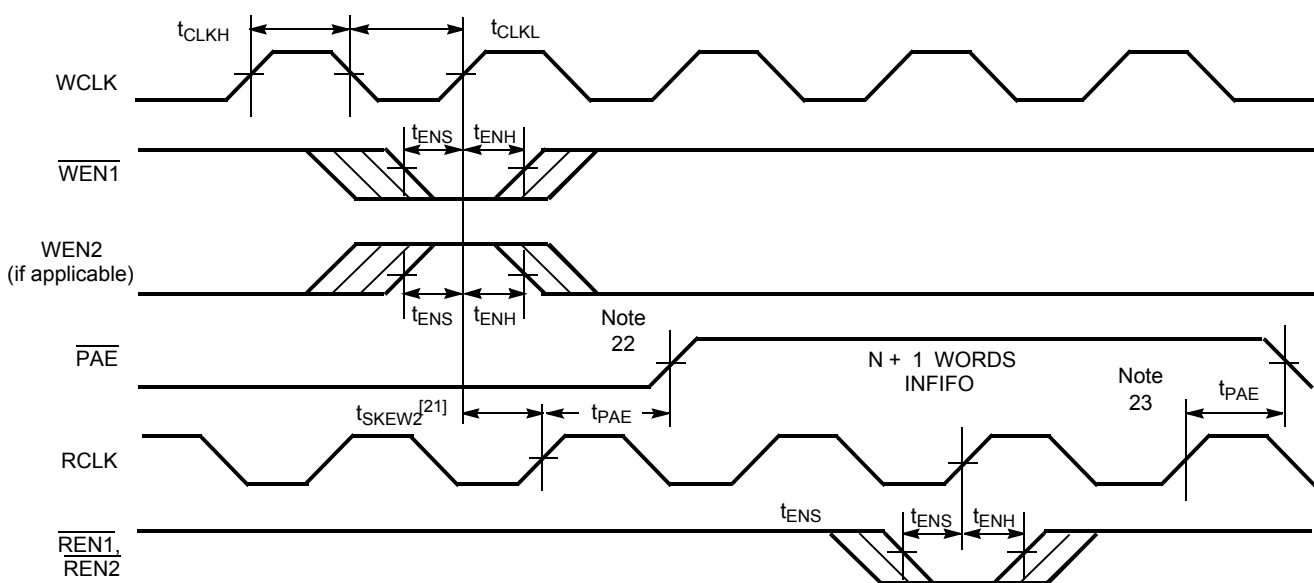 tCLKH
tCLKL
WCLK
tENS
tENH
WEN1
WEN2
(if applicable)
tENS
tENH
Note
22
PAE
N + 1 WORDS
INFIFO
Note
23
tPAE
tSKEW2[21]
tPAE
RCLK
tENS
tENS
tENH
REN1,
REN2